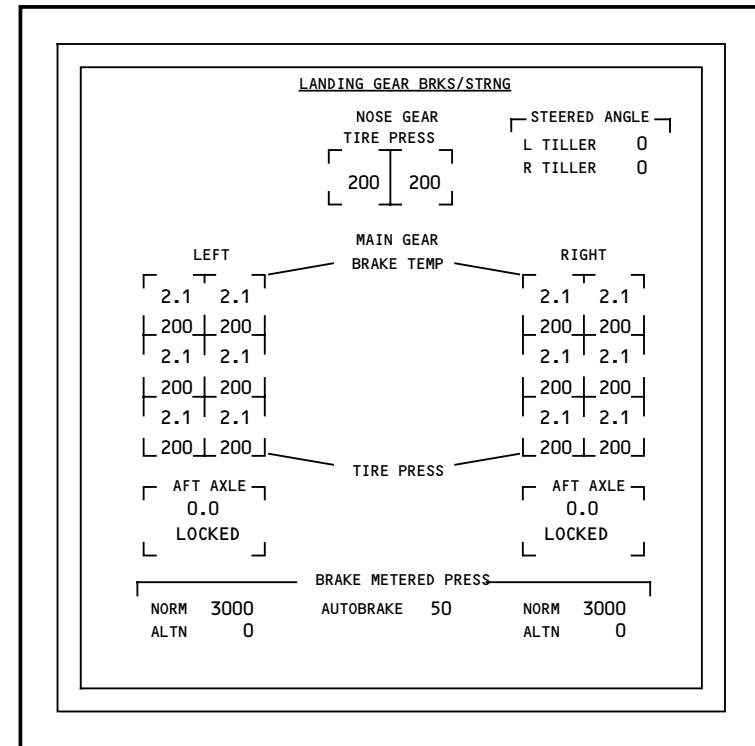 LANDING GEAR BRKS/STRNG
NOSE GEAR
TIRE PRESS
200 200
STEERED ANGLE
L TILLER 0
R TILLER 0
MAIN GEAR
BRAKE TEMP
LEFT
2.1 2.1
200 200
2.1 2.1
200 200
2.1 2.1
200 200
RIGHT
2.1 2.1
200 200
2.1 2.1
200 200
2.1 2.1
200 200
TIRE PRESS
AFT AXLE
0.0
LOCKED
AFT AXLE
0.0
LOCKED
BRAKE METERED PRESS
NORM 3000 AUTOBRAKE 50 NORM 3000
ALTN 0 ALTN 0